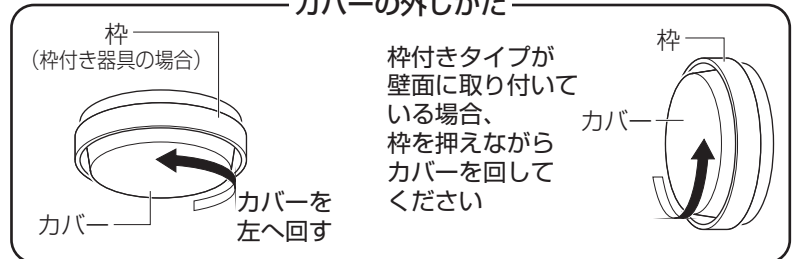 カバーの外しかた
枠
（枠付き器具の場合）
カバー
カバーを
左へ回す
枠付きタイプが
壁面に取り付いて
いる場合、
枠を押えながら
カバーを回して
ください
枠
カバー